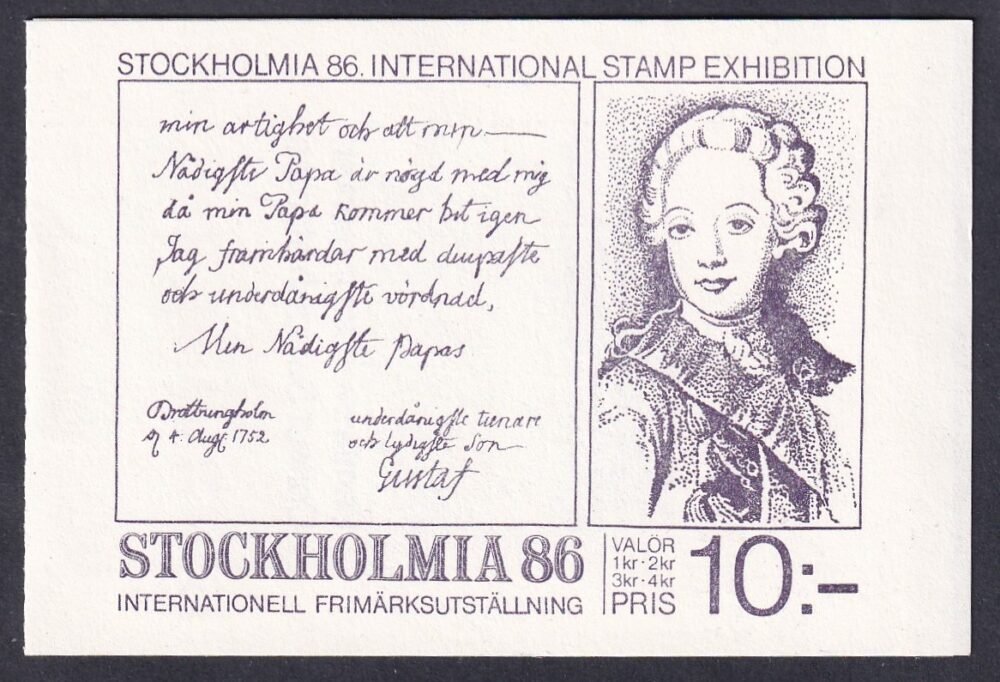 STOCKHOLMIA 86. INTERNATIONAL STAMP EXHIBITION
min artighet och att min
Nådigste Papa är nögd med mig
då min Papa kommer hit igen
Jag framhärdar med diupaste
och underdånigste vördnad,
Min Nådigste Papas
Drottningholm
d 4. Aug. 1752
underdånigste tienare
och lydigste Son
Gustaf
STOCKHOLMIA 86
INTERNATIONELL FRIMÄRKSUTSTÄLLNING
VALÖR
1kr · 2kr
3kr · 4kr
PRIS
10:-